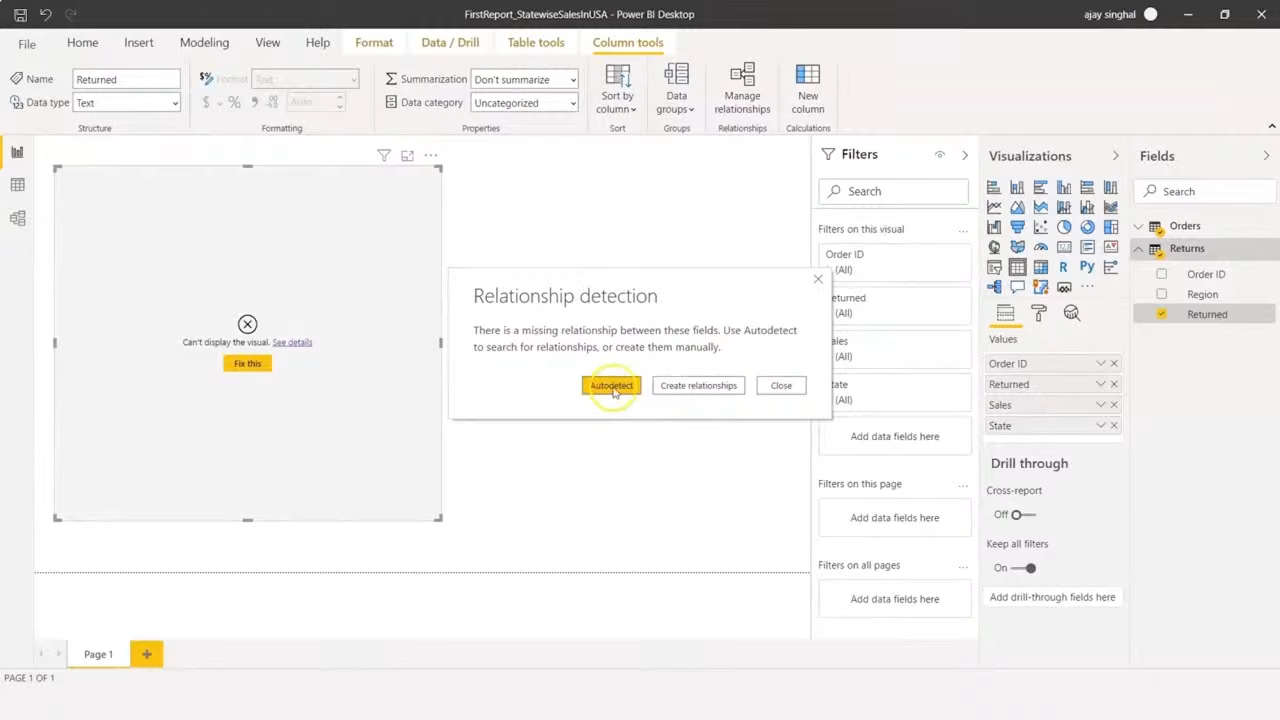 FirstReport_StatewiseSalesInUSA - Power BI Desktop
ajay singhal
File
Home
Insert
Modeling
View
Help
Format
Data / Drill
Table tools
Column tools
Name
Returned
Data type
Text
Structure
Format
Text
$
%
Auto
Formatting
Summarization
Don't summarize
Data category
Uncategorized
Properties
Sort by
column
Sort
Data
groups
Groups
Manage
relationships
Relationships
New
column
Calculations
Can't display the visual. See details
Fix this
Relationship detection
There is a missing relationship between these fields. Use Autodetect
to search for relationships, or create them manually.
Autodetect
Create relationships
Close
Filters
Search
Filters on this visual
Order ID
(All)
eturned
(All)
ales
(All)
tate
(All)
Add data fields here
Filters on this page
Add data fields here
Filters on all pages
Add data fields here
Visualizations
R
Py
Values
Order ID
Returned
Sales
State
Drill through
Cross-report
Off
Keep all filters
On
Add drill-through fields here
Fields
Search
Orders
Returns
Order ID
Region
Returned
Page 1
PAGE 1 OF 1